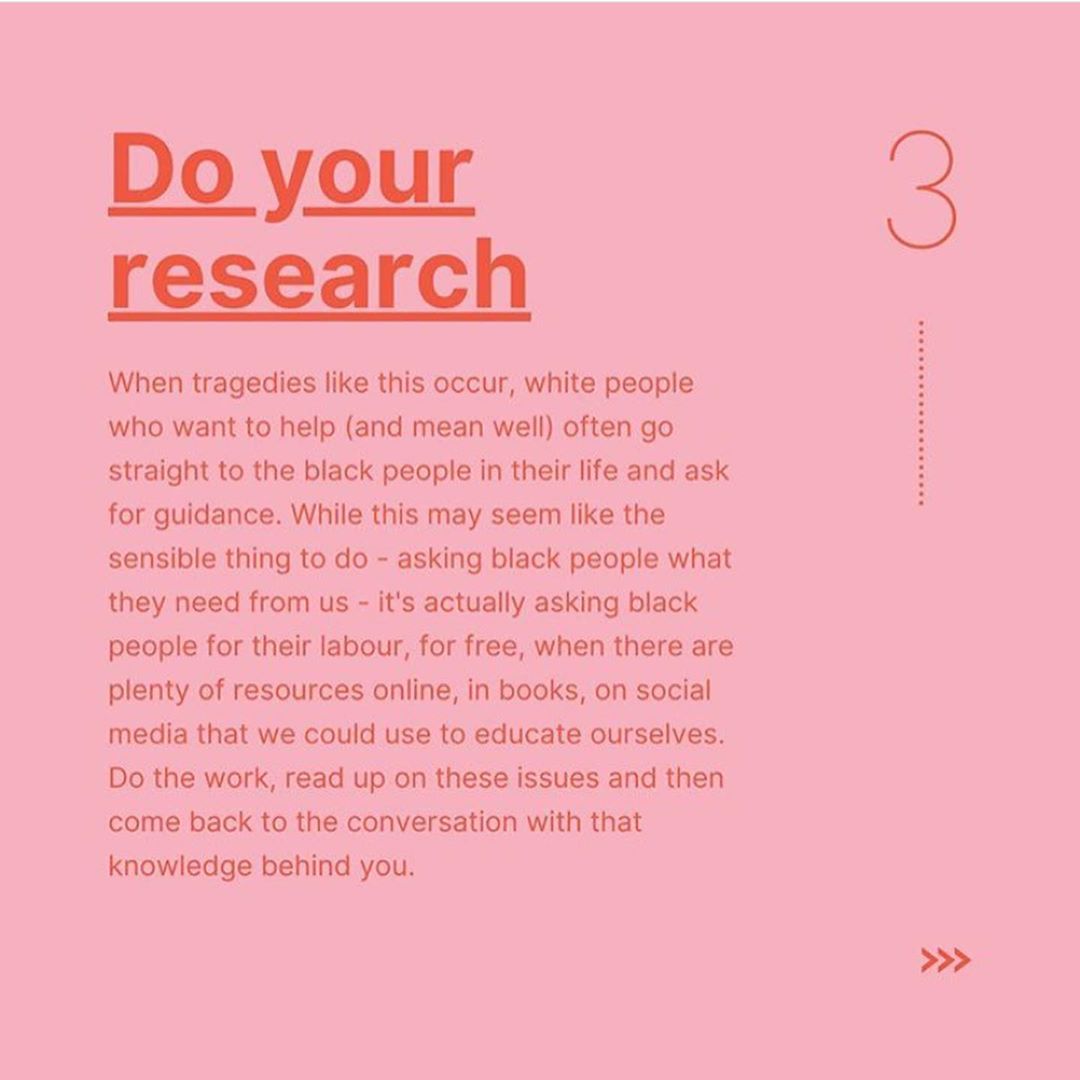 Do your
research
3
When tragedies like this occur, white people
who want to help (and mean well) often go
straight to the black people in their life and ask
for guidance. While this may seem like the
sensible thing to do - asking black people what
they need from us - it's actually asking black
people for their labour, for free, when there are
plenty of resources online, in books, on social
media that we could use to educate ourselves.
Do the work, read up on these issues and then
come back to the conversation with that
knowledge behind you.
>>>